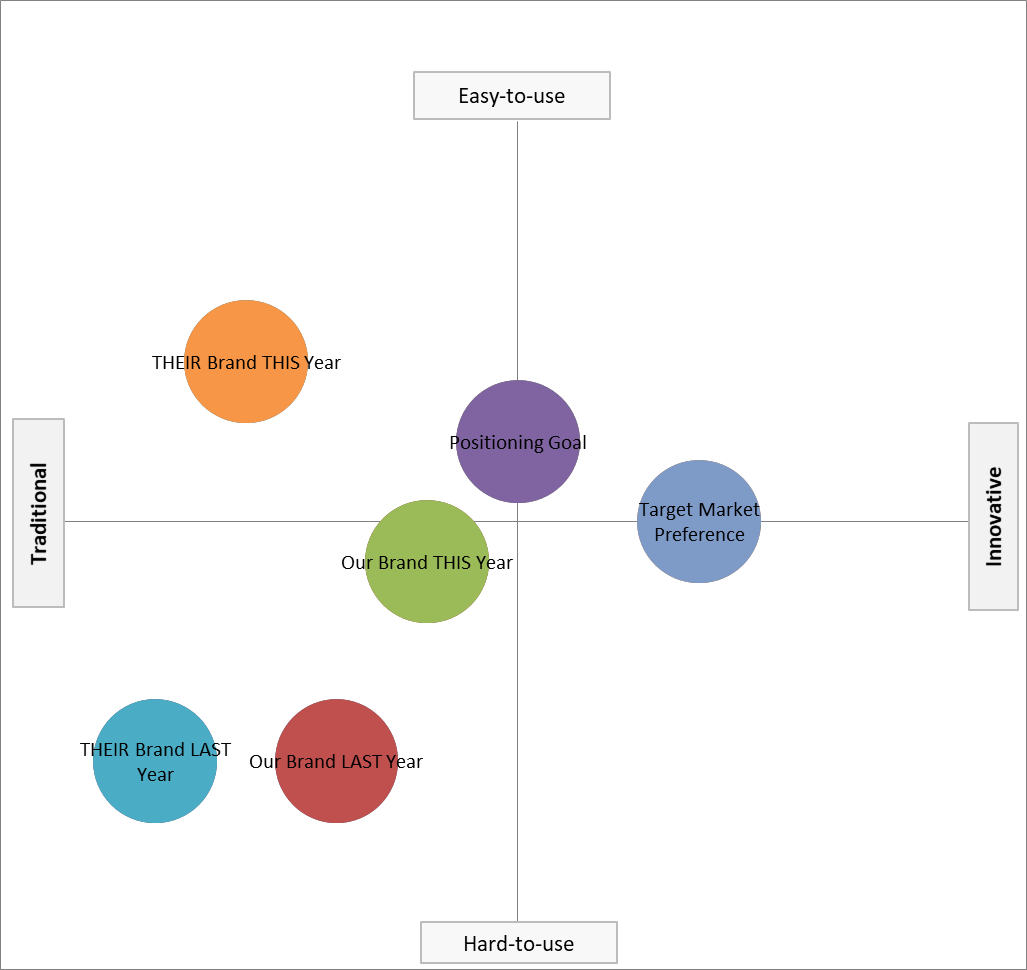 Easy-to-use
THEIR Brand THIS Year
Positioning Goal
Traditional
Target Market
Preference
Innovative
Our Brand THIS Year
THEIR Brand LAST
Year
Our Brand LAST Year
Hard-to-use